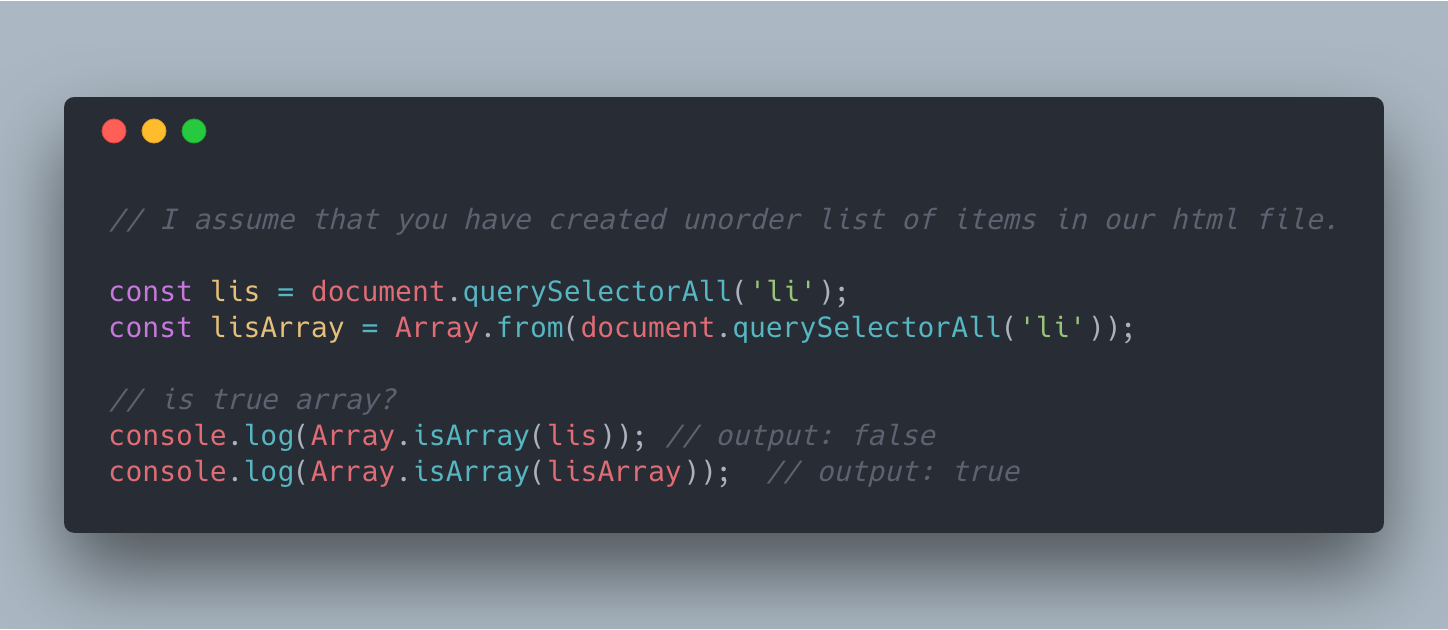 // I assume that you have created unorder list of items in our html file.
const lis = document.querySelectorAll('li');
const lisArray = Array.from(document.querySelectorAll('li'));
// is true array?
console.log(Array.isArray(lis)); // output: false
console.log(Array.isArray(lisArray));  // output: true